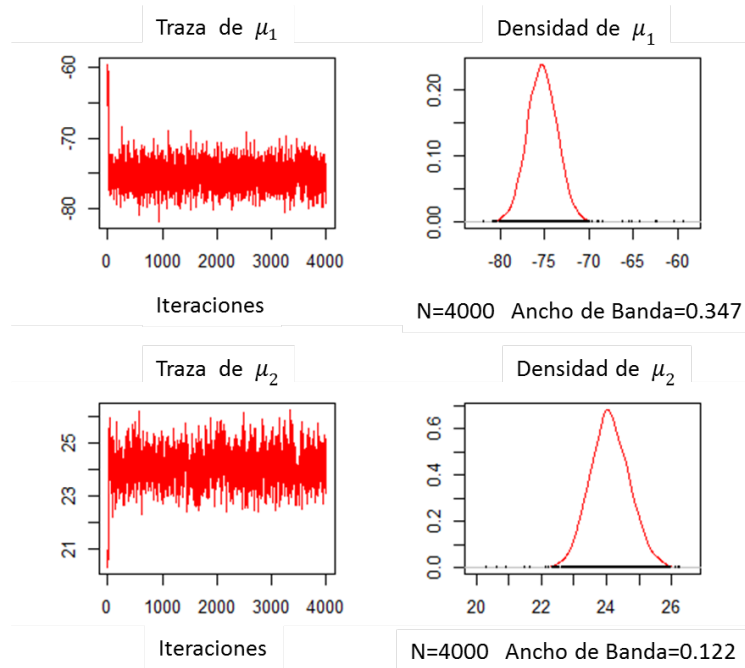 Traza de μ1
Densidad de μ1
-60
-70
-80
0 1000 2000 3000 4000
Iteraciones
0.20
0.10
0.00
-80 -75 -70 -65 -60
N=4000 Ancho de Banda=0.347
Traza de μ2
Densidad de μ2
25
23
21
0 1000 2000 3000 4000
Iteraciones
0.6
0.4
0.2
0.0
20 22 24 26
N=4000 Ancho de Banda=0.122